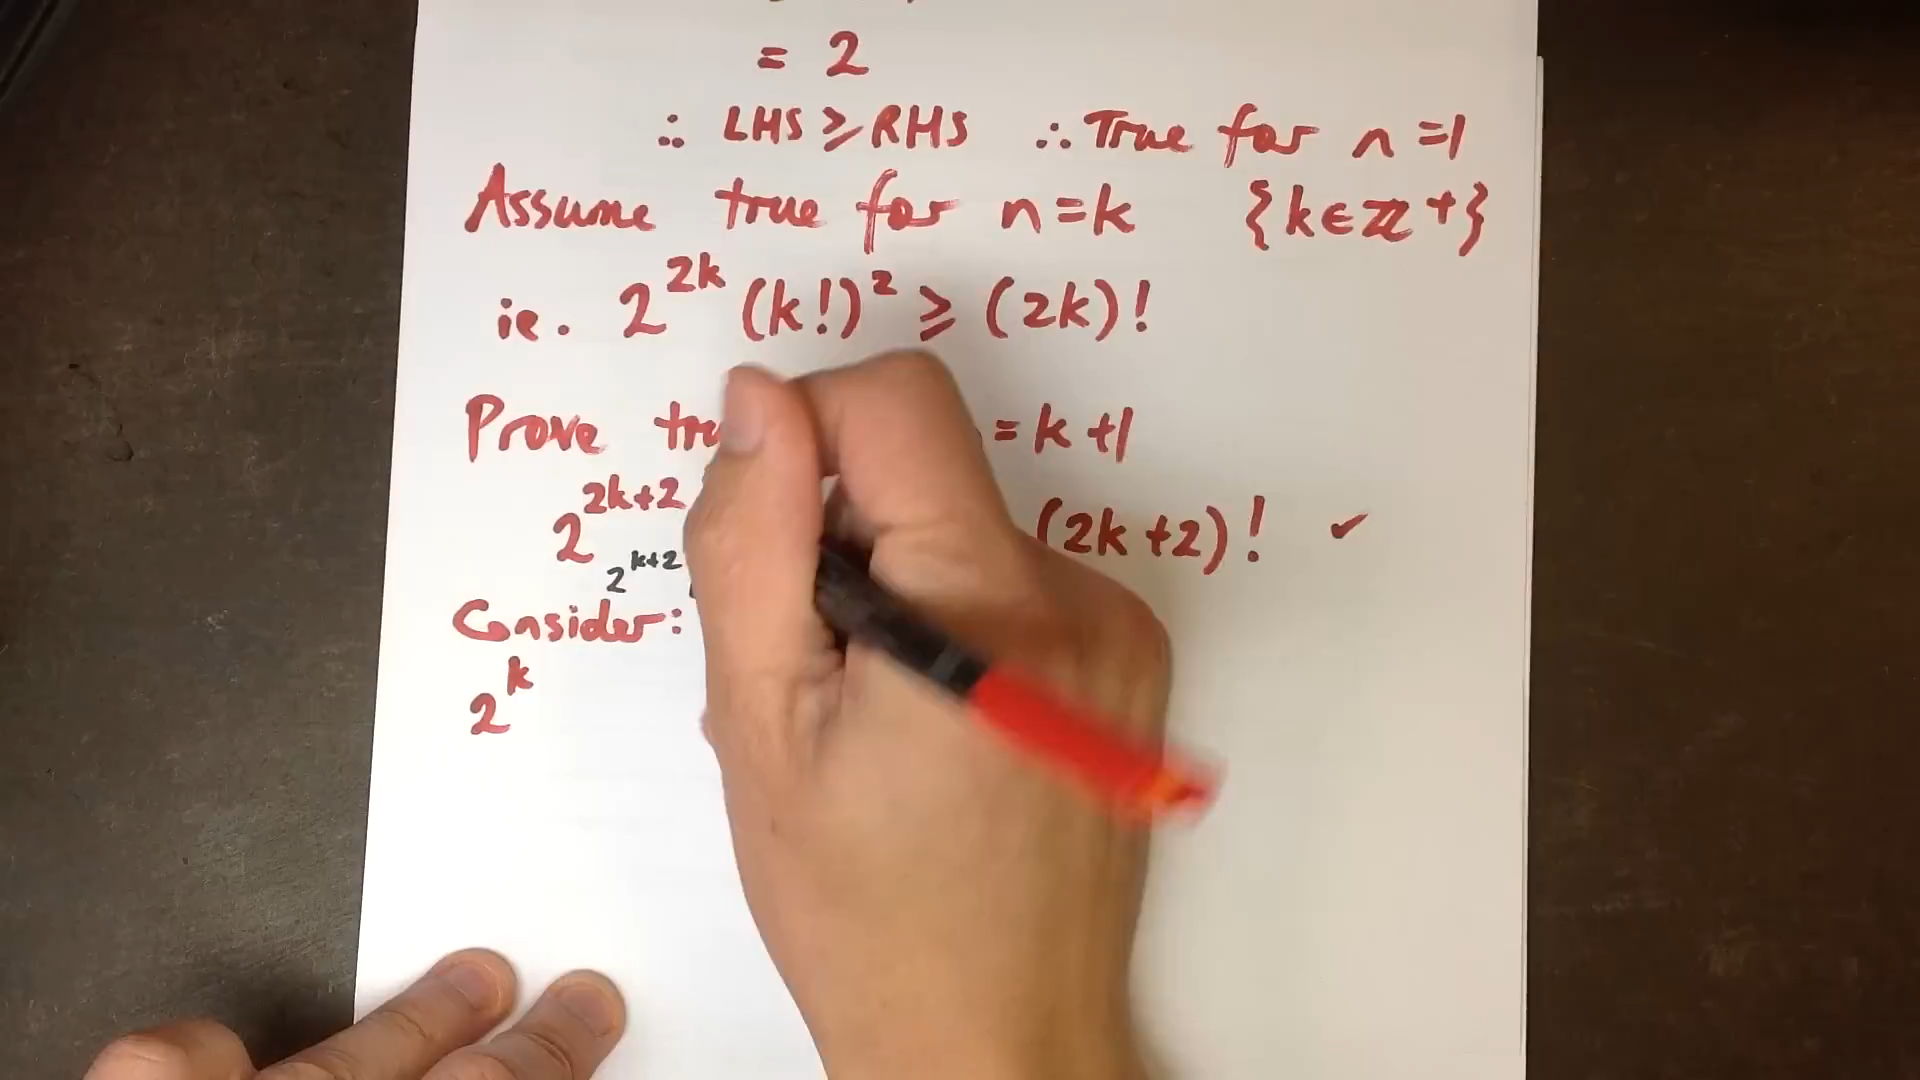 = 2
∴ LHS ≥ RHS ∴ True for n =1
Assume true for n=k {k∈ℤ+}
ie. 2^2k (k!)^2 ≥ (2k)!
Prove = k+1
2^2k+2 (2k+2)! ✓
2^k+2
Consider:
2^k